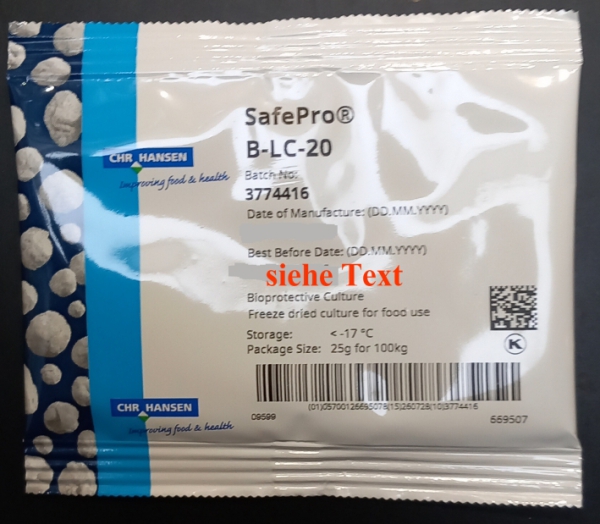 SafePro®
B-LC-20
CHR HANSEN
Improving food & health
Batch No:
3774416
Date of Manufacture: (DD.MM.YYYY)
Best Before Date: (DD.MM.YYYY)
siehe Text
Bioprotective Culture
Freeze dried culture for food use
Storage: < -17 °C
Package Size: 25g for 100kg
K
(01)05700126695078(15)260728(10)3774416
CHR HANSEN
Improving food & health
09599
669507